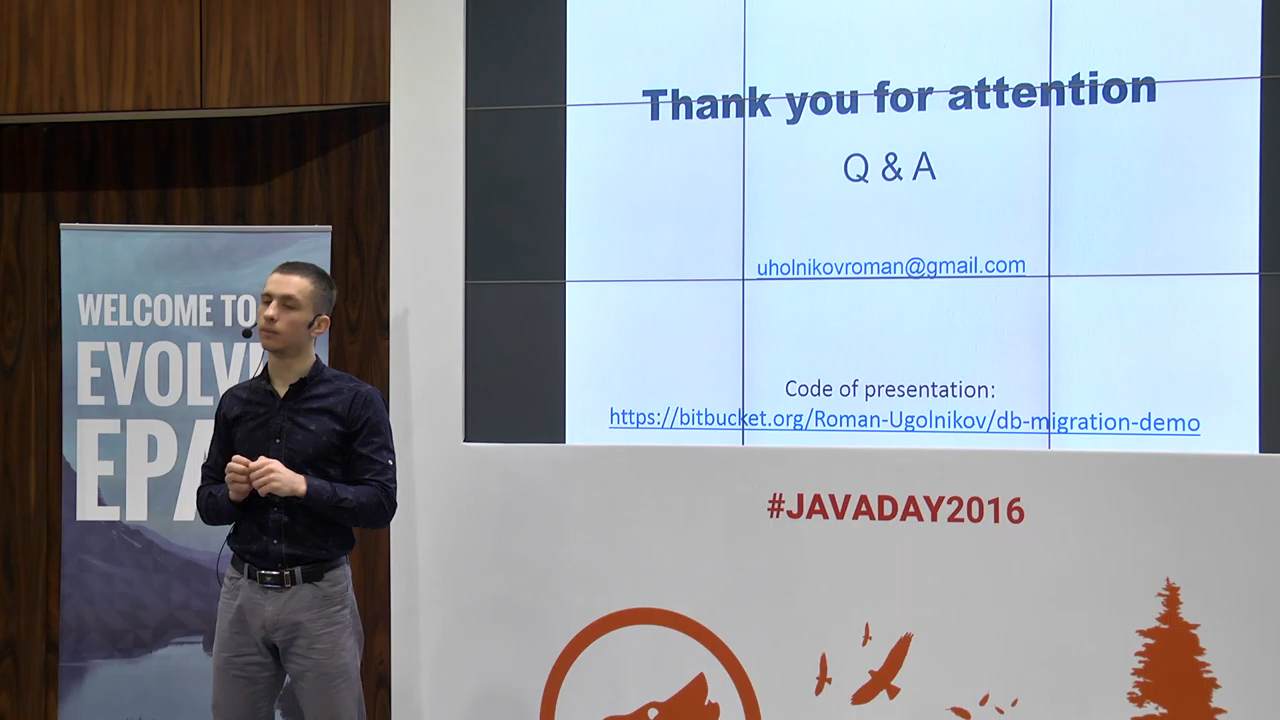 Thank you for attention
Q & A
uholnikovroman@gmail.com
Code of presentation:
https://bitbucket.org/Roman-Ugolnikov/db-migration-demo
#JAVADAY2016
WELCOME TO
EVOLV
EPA